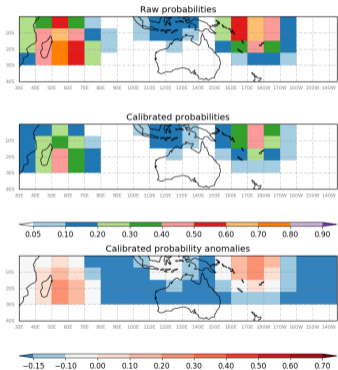 Raw probabilities
10S
20S
30S
40S
30E 40E 50E 60E 70E 80E 90E 100E 110E 120E 130E 140E 150E 160E 170E 180W 170W 160W 150W 140W
Calibrated probabilities
10S
20S
30S
40S
30E 40E 50E 60E 70E 80E 90E 100E 110E 120E 130E 140E 150E 160E 170E 180W 170W 160W 150W 140W
0.05 0.10 0.20 0.30 0.40 0.50 0.60 0.70 0.80 0.90
Calibrated probability anomalies
10S
20S
30S
40S
30E 40E 50E 60E 70E 80E 90E 100E 110E 120E 130E 140E 150E 160E 170E 180W 170W 160W 150W 140W
−0.15 −0.10 0.00 0.10 0.20 0.30 0.40 0.50 0.60 0.70